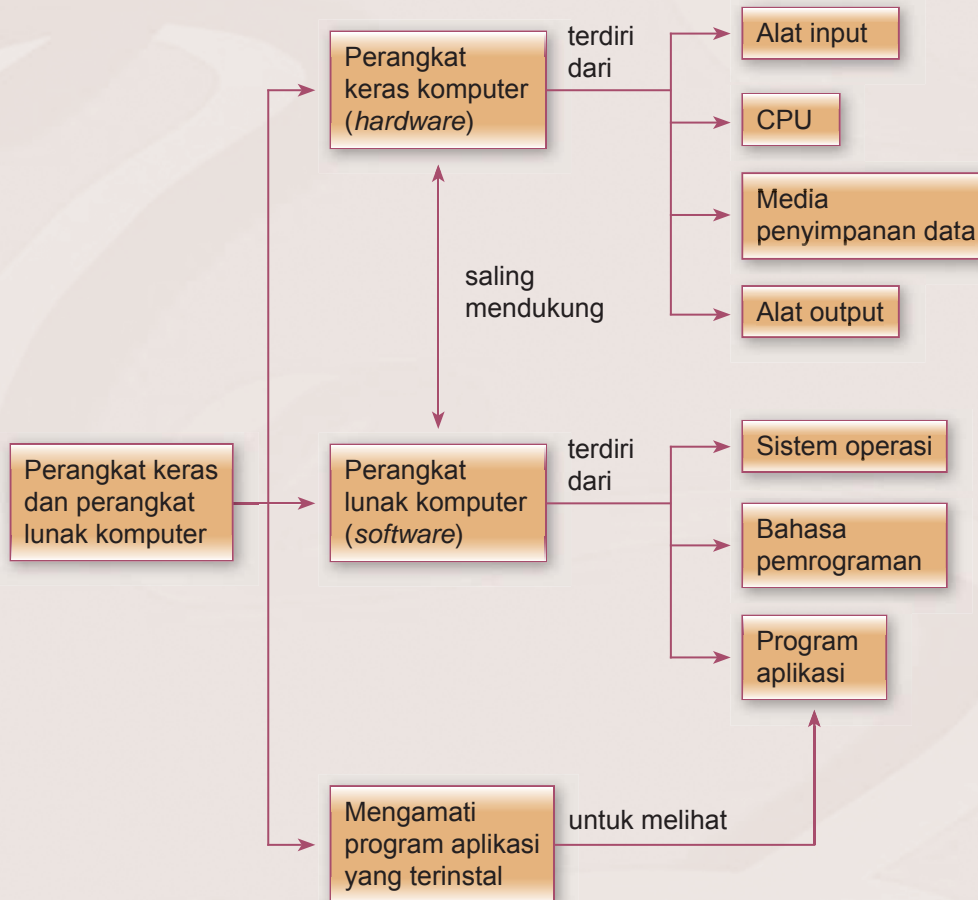 Perangkat
keras komputer
(hardware)
terdiri
dari
Alat input
CPU
Media
penyimpanan data
Alat output
saling
mendukung
Perangkat keras
dan perangkat
lunak komputer
Perangkat
lunak komputer
(software)
terdiri
dari
Sistem operasi
Bahasa
pemrograman
Program
aplikasi
Mengamati
program aplikasi
yang terinstal
untuk melihat